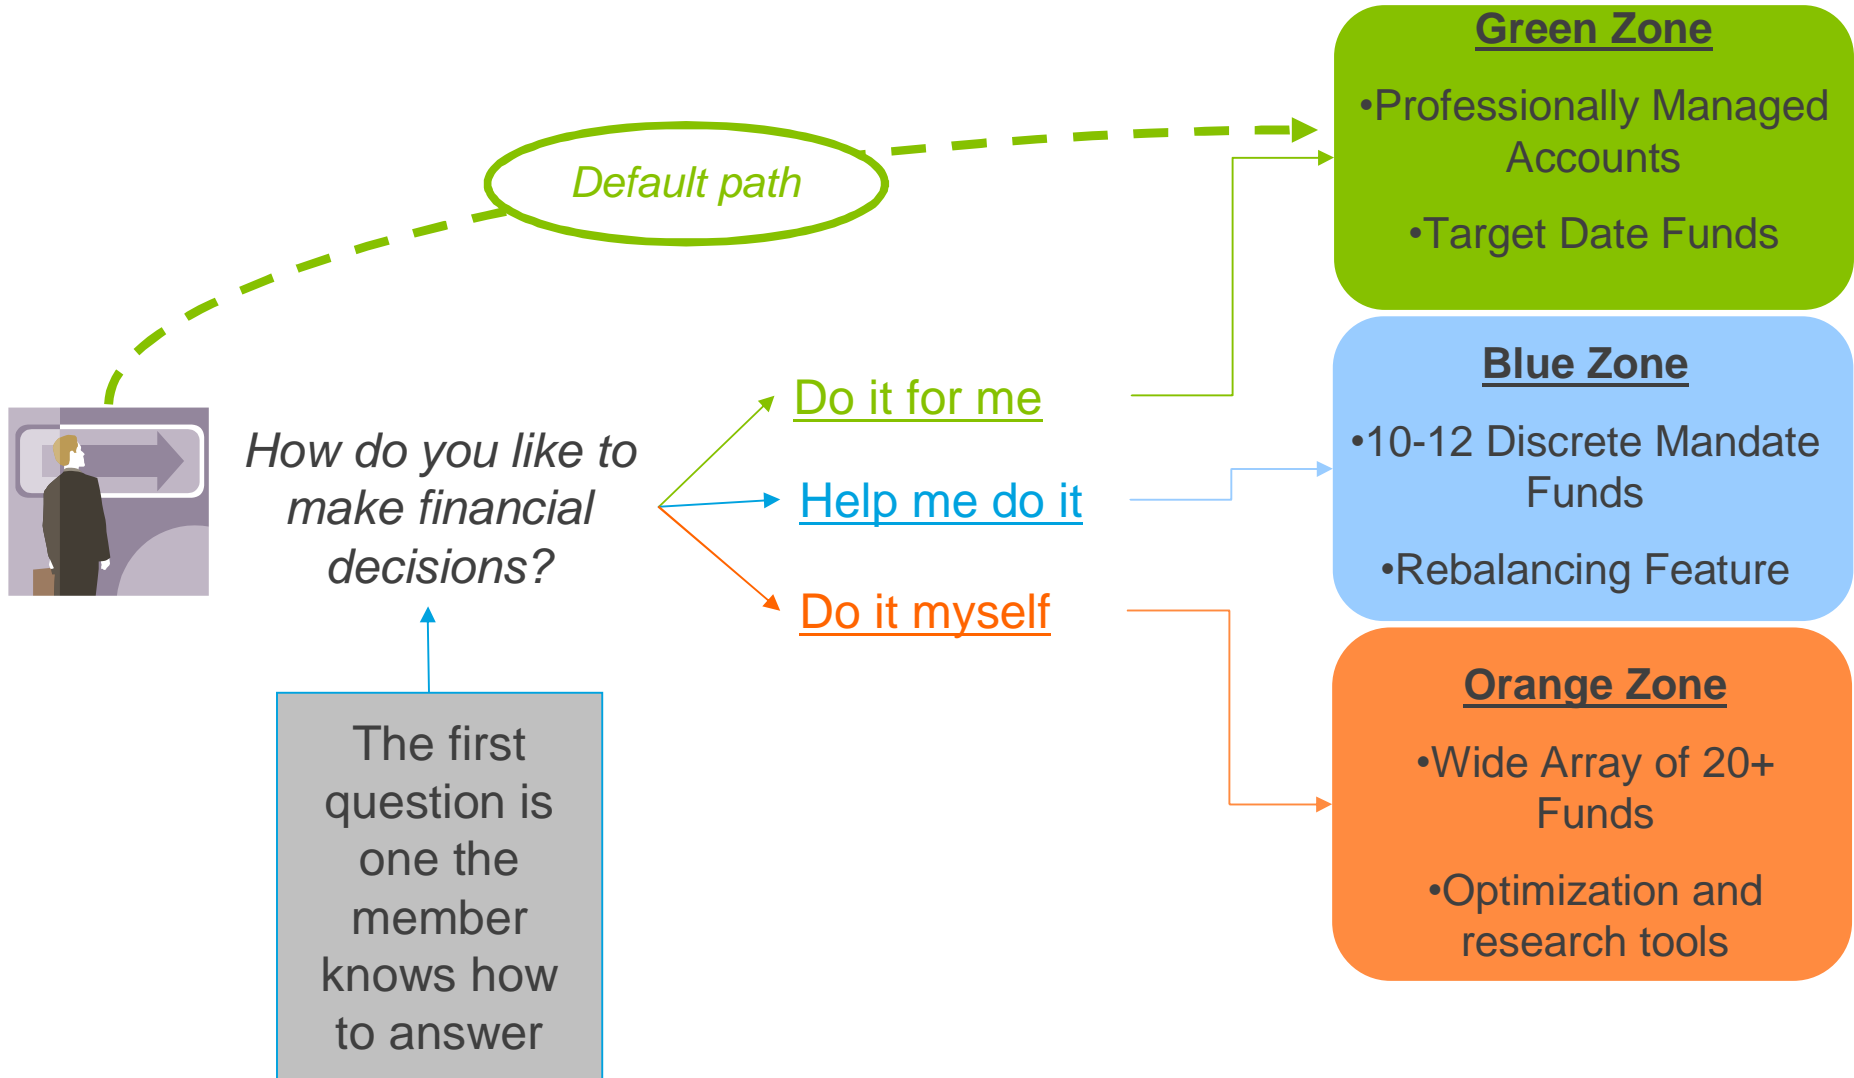 Default path
How do you like to
make financial
decisions?
The first
question is
one the
member
knows how
to answer
Do it for me
Help me do it
Do it myself
Green Zone
•Professionally Managed
Accounts
•Target Date Funds
Blue Zone
•10-12 Discrete Mandate
Funds
•Rebalancing Feature
Orange Zone
•Wide Array of 20+
Funds
•Optimization and
research tools